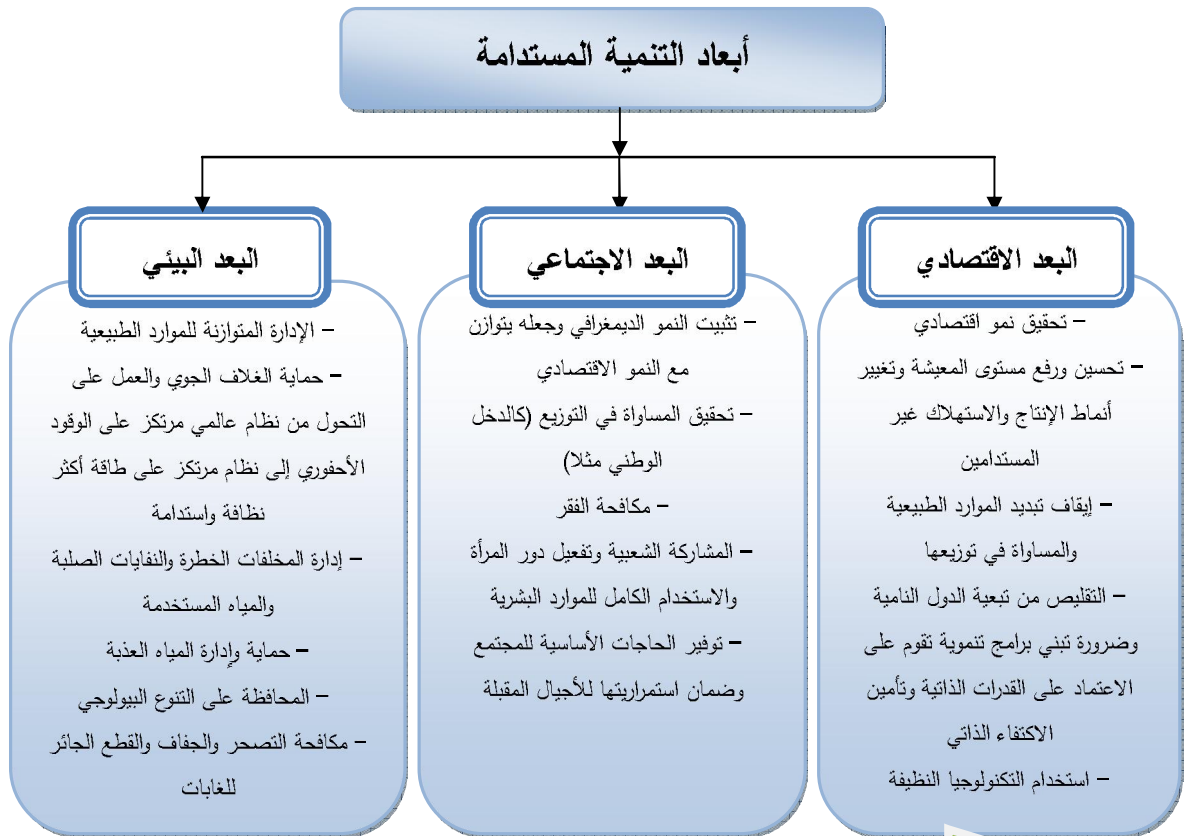 أبعاد التنمية المستدامة
البعد الاقتصادي
– تحقيق نمو اقتصادي
– تحسين ورفع مستوى المعيشة وتغيير
أنماط الإنتاج والاستهلاك غير
المستدامين
– إيقاف تبديد الموارد الطبيعية
والمساواة في توزيعها
– التقليص من تبعية الدول النامية
وضرورة تبني برامج تنموية تقوم على
الاعتماد على القدرات الذاتية وتأمين
الاكتفاء الذاتي
– استخدام التكنولوجيا النظيفة
البعد الاجتماعي
– تثبيت النمو الديمغرافي وجعله يتوازن
مع النمو الاقتصادي
– تحقيق المساواة في التوزيع (كالدخل
الوطني مثلا)
– مكافحة الفقر
– المشاركة الشعبية وتفعيل دور المرأة
والاستخدام الكامل للموارد البشرية
– توفير الحاجات الأساسية للمجتمع
وضمان استمراريتها للأجيال المقبلة
البعد البيئي
– الإدارة المتوازنة للموارد الطبيعية
– حماية الغلاف الجوي والعمل على
التحول من نظام عالمي مرتكز على الوقود
الأحفوري إلى نظام مرتكز على طاقة أكثر
نظافة واستدامة
– إدارة المخلفات الخطرة والنفايات الصلبة
والمياه المستخدمة
– حماية وإدارة المياه العذبة
– المحافظة على التنوع البيولوجي
– مكافحة التصحر والجفاف والقطع الجائر
للغابات